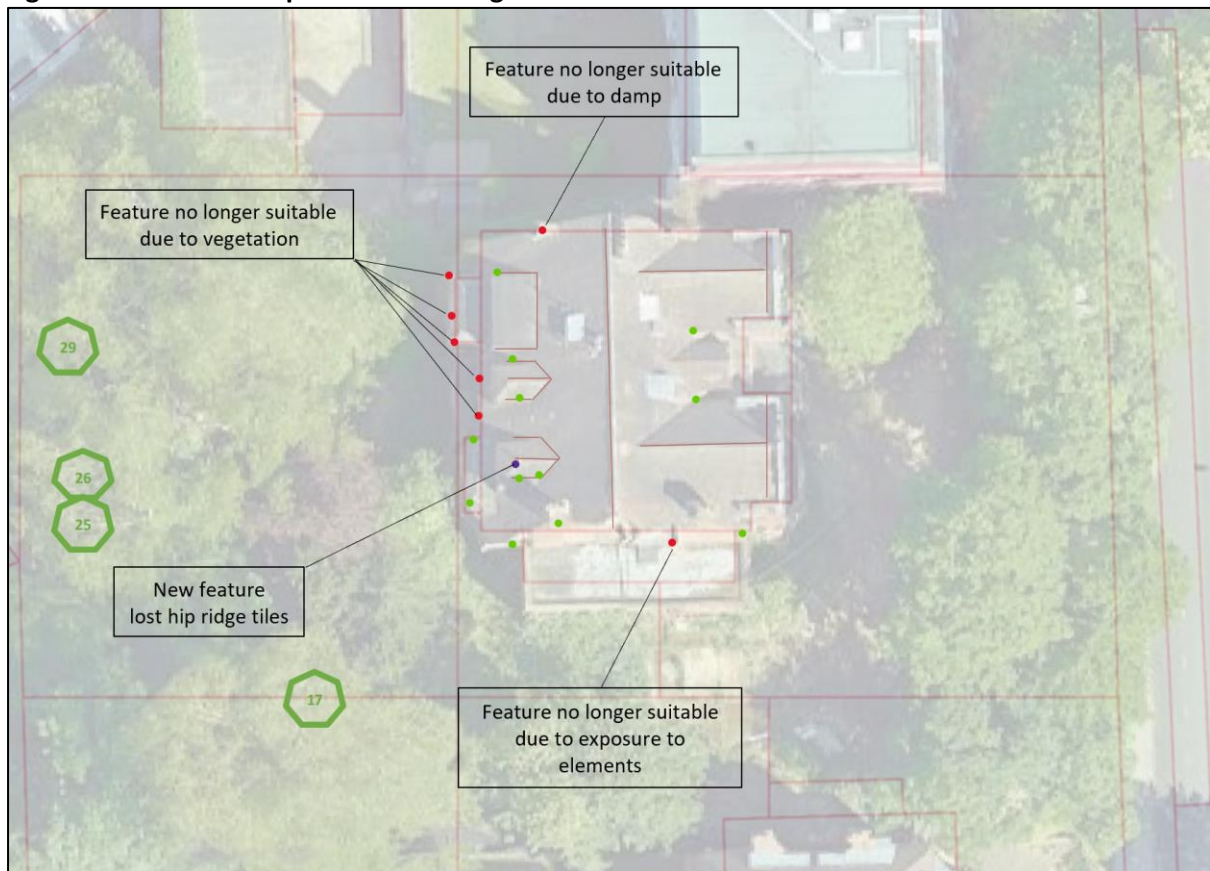 Feature no longer suitable
due to damp
Feature no longer suitable
due to vegetation
29
26
25
New feature
lost hip ridge tiles
17
Feature no longer suitable
due to exposure to
elements